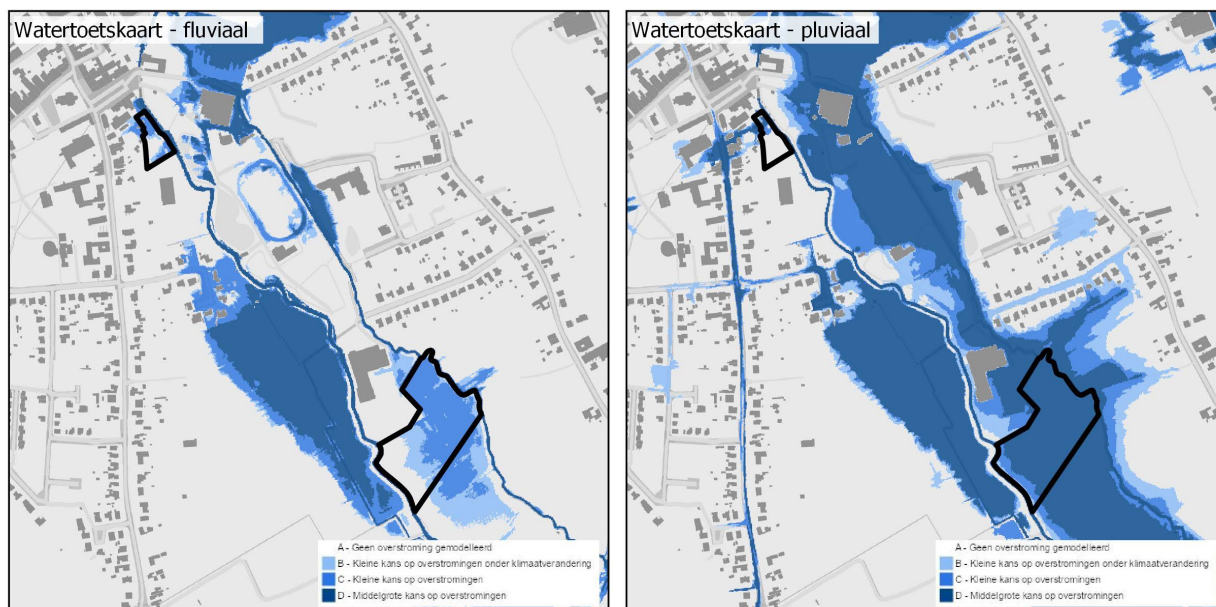 Watertoetskaart - fluviaal
A - Geen overstroming gemodelleerd
B - Kleine kans op overstromingen onder klimaatverandering
C - Kleine kans op overstromingen
D - Middelgrote kans op overstromingen
Watertoetskaart - pluviaal
A - Geen overstroming gemodelleerd
B - Kleine kans op overstromingen onder klimaatverandering
C - Kleine kans op overstromingen
D - Middelgrote kans op overstromingen